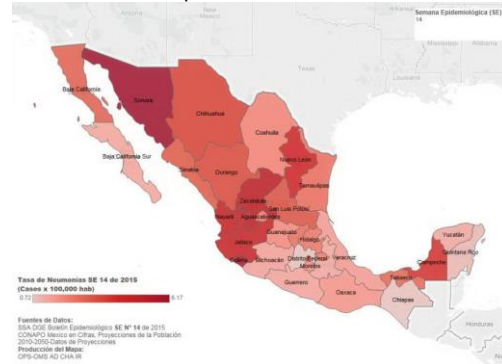 Semana Epidemiológica (SE)
14
Texas
Baja California
Sonora
Chihuahua
Coahuila
Baja California Sur
Sinaloa
Durango
Nuevo León
Tamaulipas
Zacatecas
San Luis Potosí
Nayarit
Aguascalientes
Jalisco
Guanajuato
Hidalgo
Colima
Michoacán
Distrito Federal
Morelos
Veracruz
Guerrero
Oaxaca
Tabasco
Chiapas
Campeche
Yucatán
Quintana Roo
Honduras
Tasa de Neumonías SE 14 de 2015
(Casos x 100,000 hab)
0.72 6.17
Fuentes de Datos:
SSA DGE Boletín Epidemiológico SE Nº 14 de 2015
CONAPO México en Cifras. Proyecciones de la Población
2010-2050-Datos de Proyecciones
Producción del Mapa:
OPS-OMS AD CHA IR